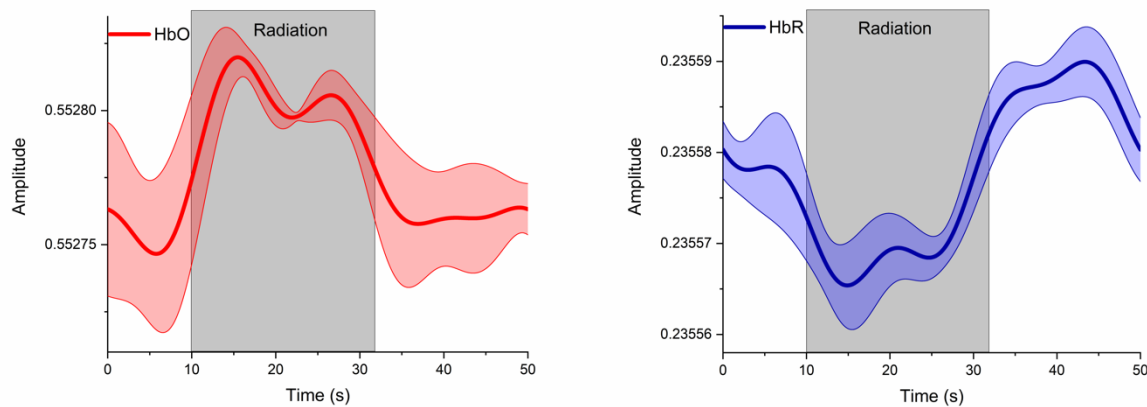 HbO
Radiation
0.55280
0.55275
Amplitude
0 10 20 30 40 50
Time (s)
HbR
Radiation
0.23559
0.23558
0.23557
0.23556
Amplitude
0 10 20 30 40 50
Time (s)